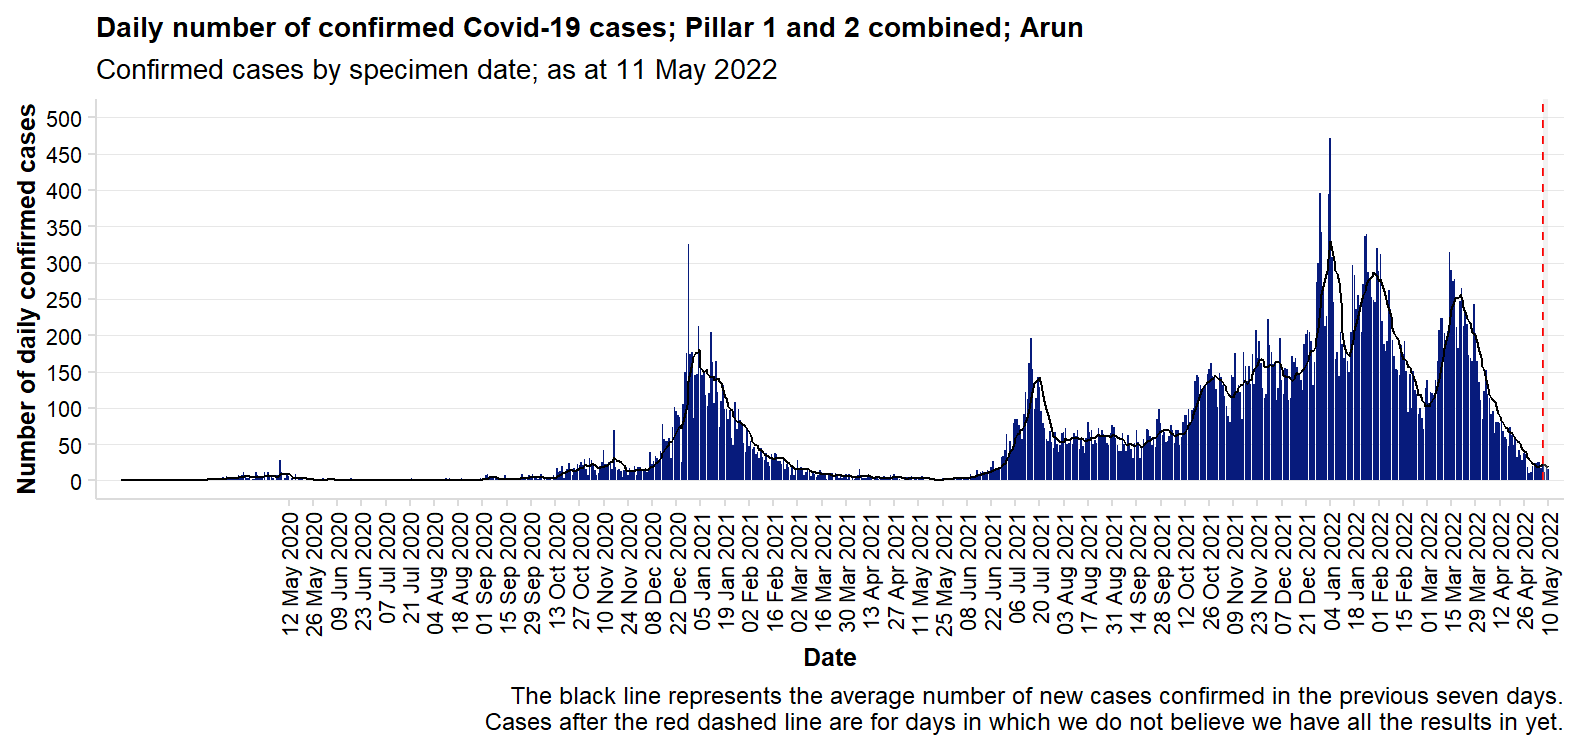 Daily number of confirmed Covid-19 cases; Pillar 1 and 2 combined; Arun
Confirmed cases by specimen date; as at 11 May 2022
Number of daily confirmed cases
500
450
400
350
300
250
200
150
100
50
0
12 May 2020
26 May 2020
09 Jun 2020
23 Jun 2020
07 Jul 2020
21 Jul 2020
04 Aug 2020
18 Aug 2020
01 Sep 2020
15 Sep 2020
29 Sep 2020
13 Oct 2020
27 Oct 2020
10 Nov 2020
24 Nov 2020
08 Dec 2020
22 Dec 2020
05 Jan 2021
19 Jan 2021
02 Feb 2021
16 Feb 2021
02 Mar 2021
16 Mar 2021
30 Mar 2021
13 Apr 2021
27 Apr 2021
11 May 2021
25 May 2021
08 Jun 2021
22 Jun 2021
06 Jul 2021
20 Jul 2021
03 Aug 2021
17 Aug 2021
31 Aug 2021
14 Sep 2021
28 Sep 2021
12 Oct 2021
26 Oct 2021
09 Nov 2021
23 Nov 2021
07 Dec 2021
21 Dec 2021
04 Jan 2022
18 Jan 2022
01 Feb 2022
15 Feb 2022
01 Mar 2022
15 Mar 2022
29 Mar 2022
12 Apr 2022
26 Apr 2022
10 May 2022
Date
The black line represents the average number of new cases confirmed in the previous seven days.
Cases after the red dashed line are for days in which we do not believe we have all the results in yet.